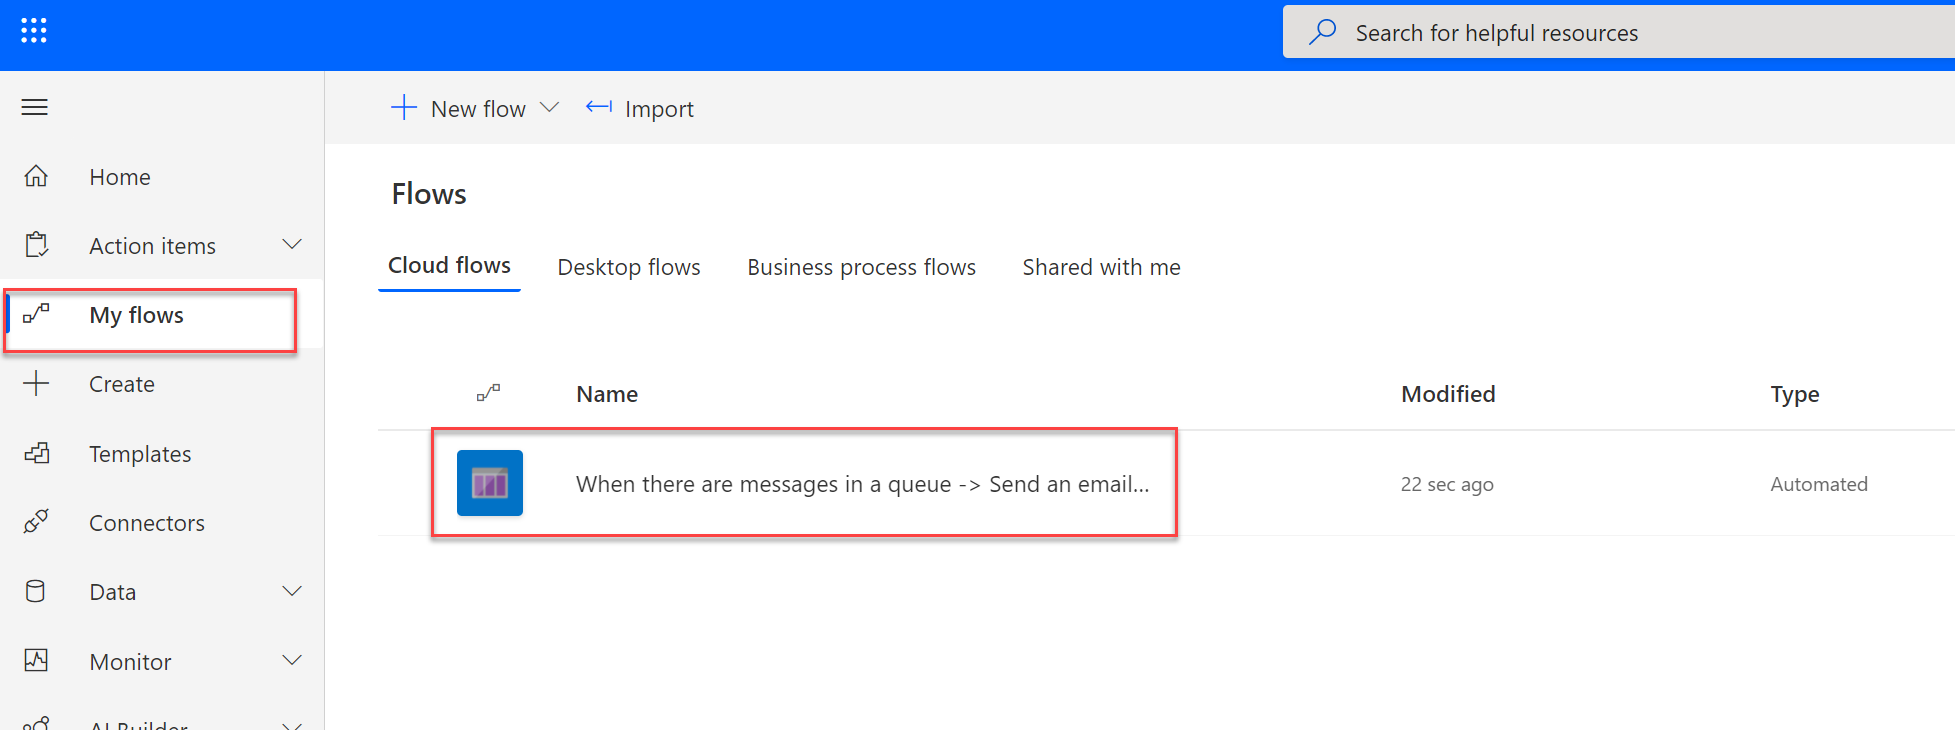 Search for helpful resources
New flow
Import
Home
Action items
My flows
Create
Templates
Connectors
Data
Monitor
AI Builder
Flows
Cloud flows
Desktop flows
Business process flows
Shared with me
Name
Modified
Type
When there are messages in a queue -> Send an email...
22 sec ago
Automated